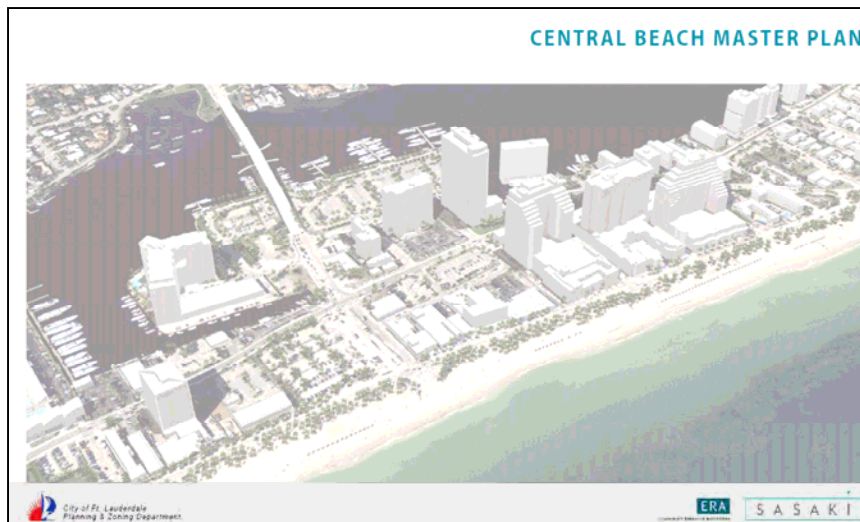 CENTRAL BEACH MASTER PLAN
City of Ft. Lauderdale
Planning & Zoning Department
ERA
SASAKI